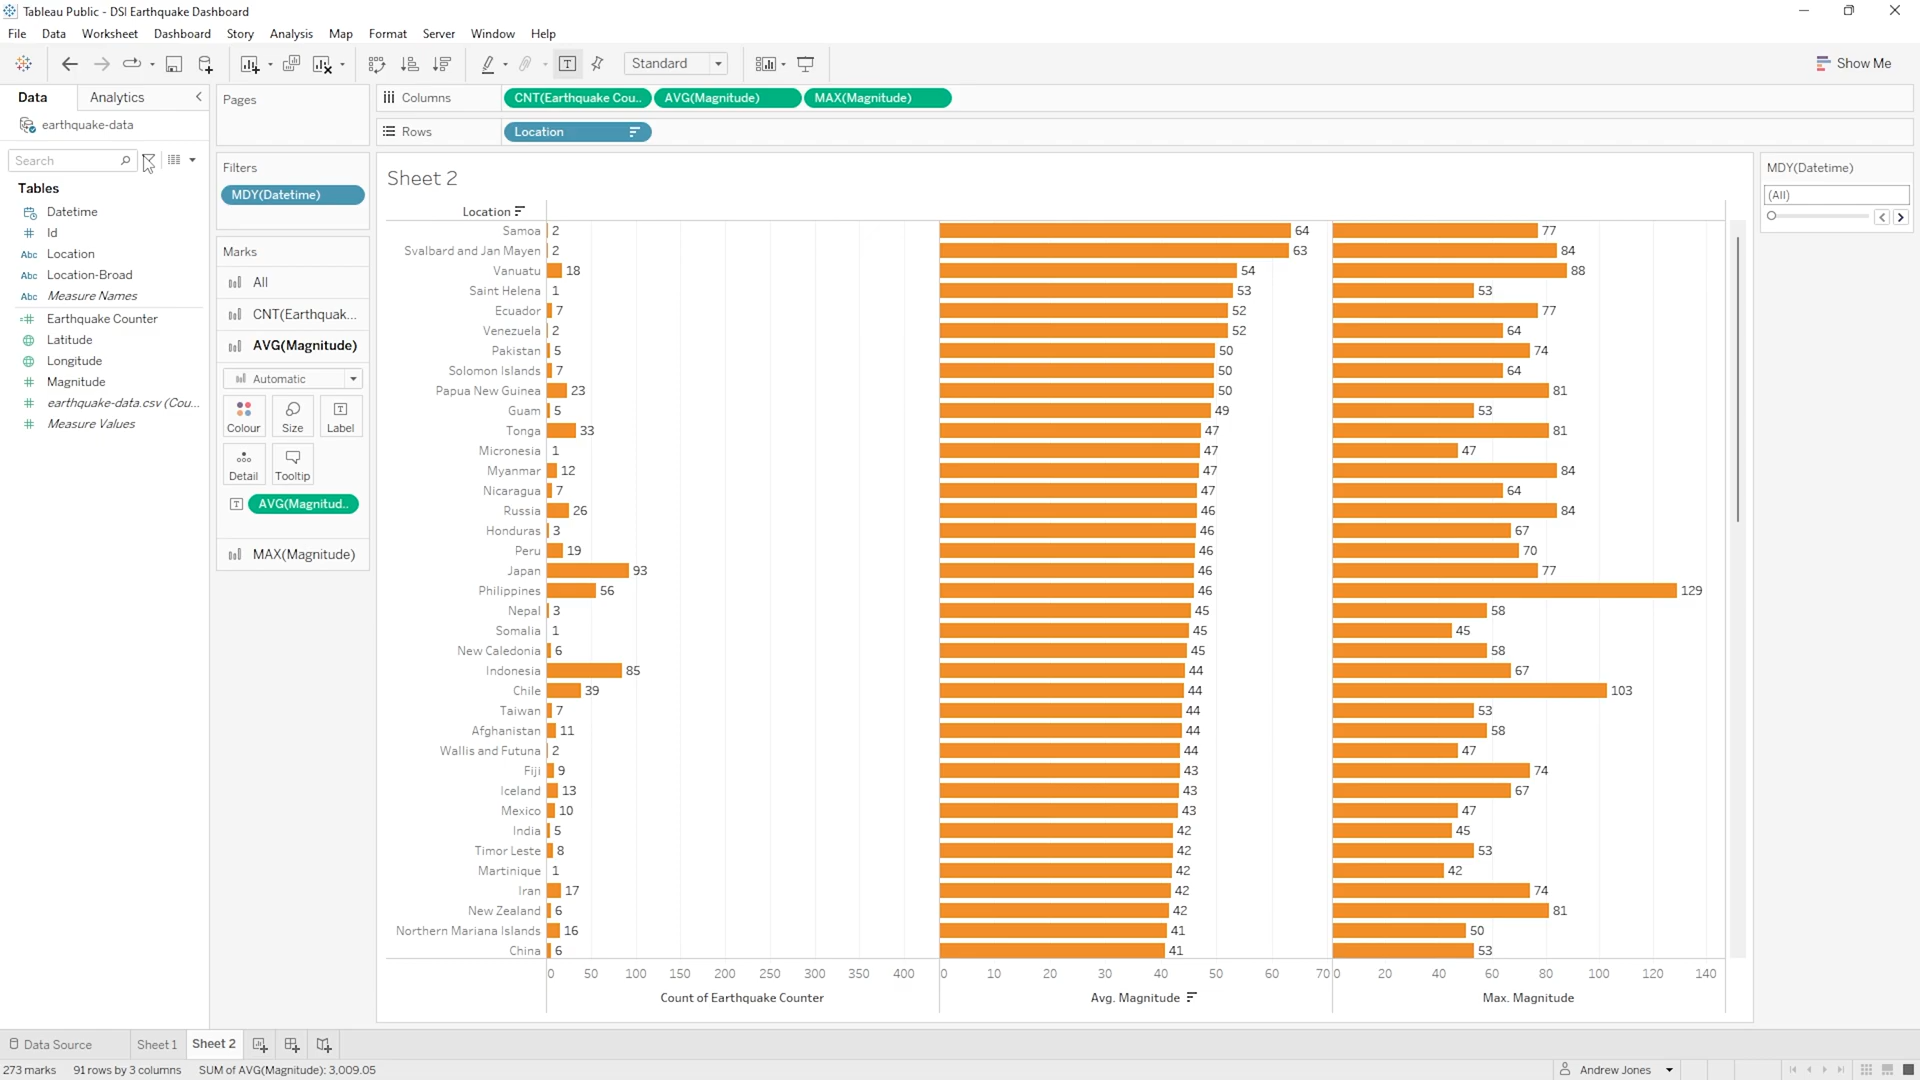 Tableau Public - DSI Earthquake Dashboard
File Data Worksheet Dashboard Story Analysis Map Format Server Window Help
Standard
Show Me
Data Analytics
earthquake-data
Search
Tables
Datetime
# Id
Abc Location
Abc Location-Broad
Abc Measure Names
=# Earthquake Counter
Latitude
Longitude
# Magnitude
# earthquake-data.csv (Cou...
# Measure Values
Pages
Filters
MDY(Datetime)
Marks
All
CNT(Earthquak...
AVG(Magnitude)
Automatic
Colour Size Label
Detail Tooltip
AVG(Magnitud..
MAX(Magnitude)
Columns CNT(Earthquake Cou.. AVG(Magnitude) MAX(Magnitude)
Rows Location
Sheet 2
Location
Samoa 2 64 77
Svalbard and Jan Mayen 2 63 84
Vanuatu 18 54 88
Saint Helena 1 53 53
Ecuador 7 52 77
Venezuela 2 52 64
Pakistan 5 50 74
Solomon Islands 7 50 64
Papua New Guinea 23 50 81
Guam 5 49 53
Tonga 33 47 81
Micronesia 1 47 47
Myanmar 12 47 84
Nicaragua 7 47 64
Russia 26 46 84
Honduras 3 46 67
Peru 19 46 70
Japan 93 46 77
Philippines 56 46 129
Nepal 3 45 58
Somalia 1 45 45
New Caledonia 6 45 58
Indonesia 85 44 67
Chile 39 44 103
Taiwan 7 44 53
Afghanistan 11 44 58
Wallis and Futuna 2 44 47
Fiji 9 43 74
Iceland 13 43 67
Mexico 10 43 47
India 5 42 45
Timor Leste 8 42 53
Martinique 1 42 42
Iran 17 42 74
New Zealand 6 42 81
Northern Mariana Islands 16 41 50
China 6 41 53
0 50 100 150 200 250 300 350 400 0 10 20 30 40 50 60 70 0 20 40 60 80 100 120 140
Count of Earthquake Counter Avg. Magnitude Max. Magnitude
MDY(Datetime)
(All)
Data Source Sheet 1 Sheet 2
273 marks 91 rows by 3 columns SUM of AVG(Magnitude): 3,009.05 Andrew Jones